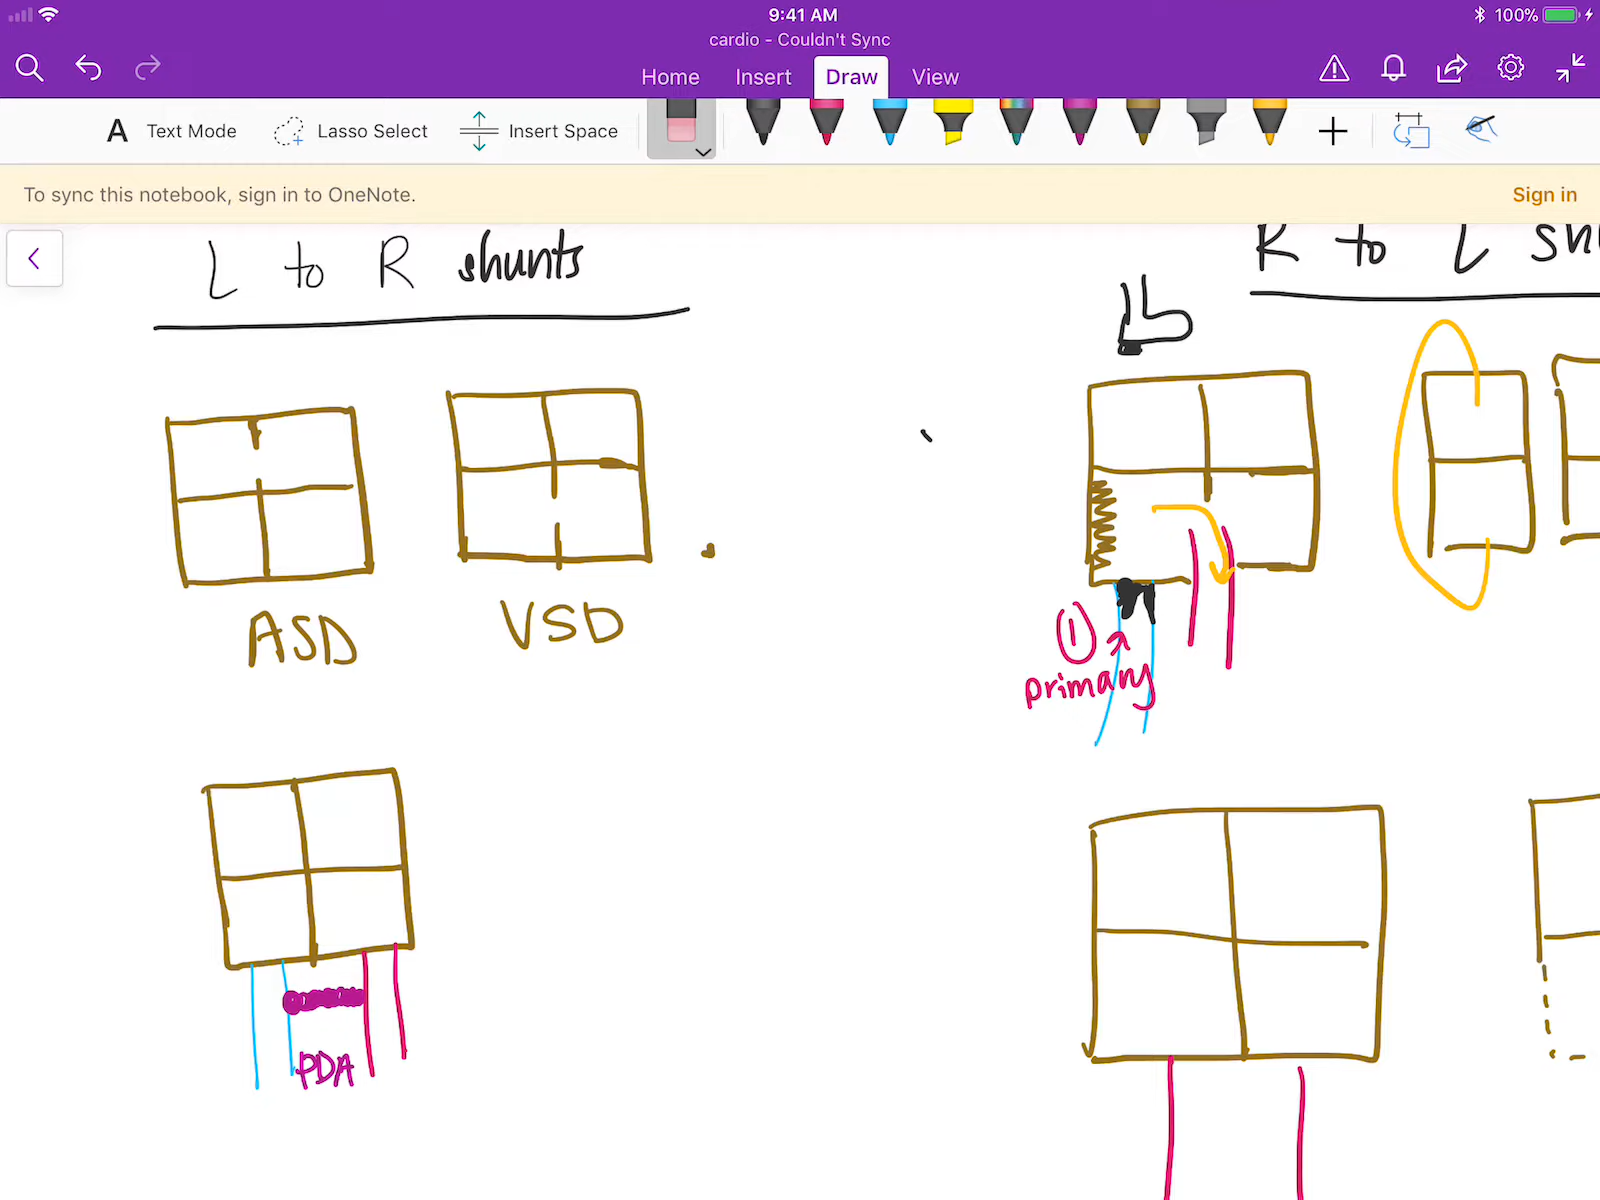 9:41 AM
100%
cardio - Couldn't Sync
Home Insert Draw View
A Text Mode Lasso Select Insert Space
To sync this notebook, sign in to OneNote. Sign in
L to R shunts
R to L sh
ASD
VSD
1
primary
PDA